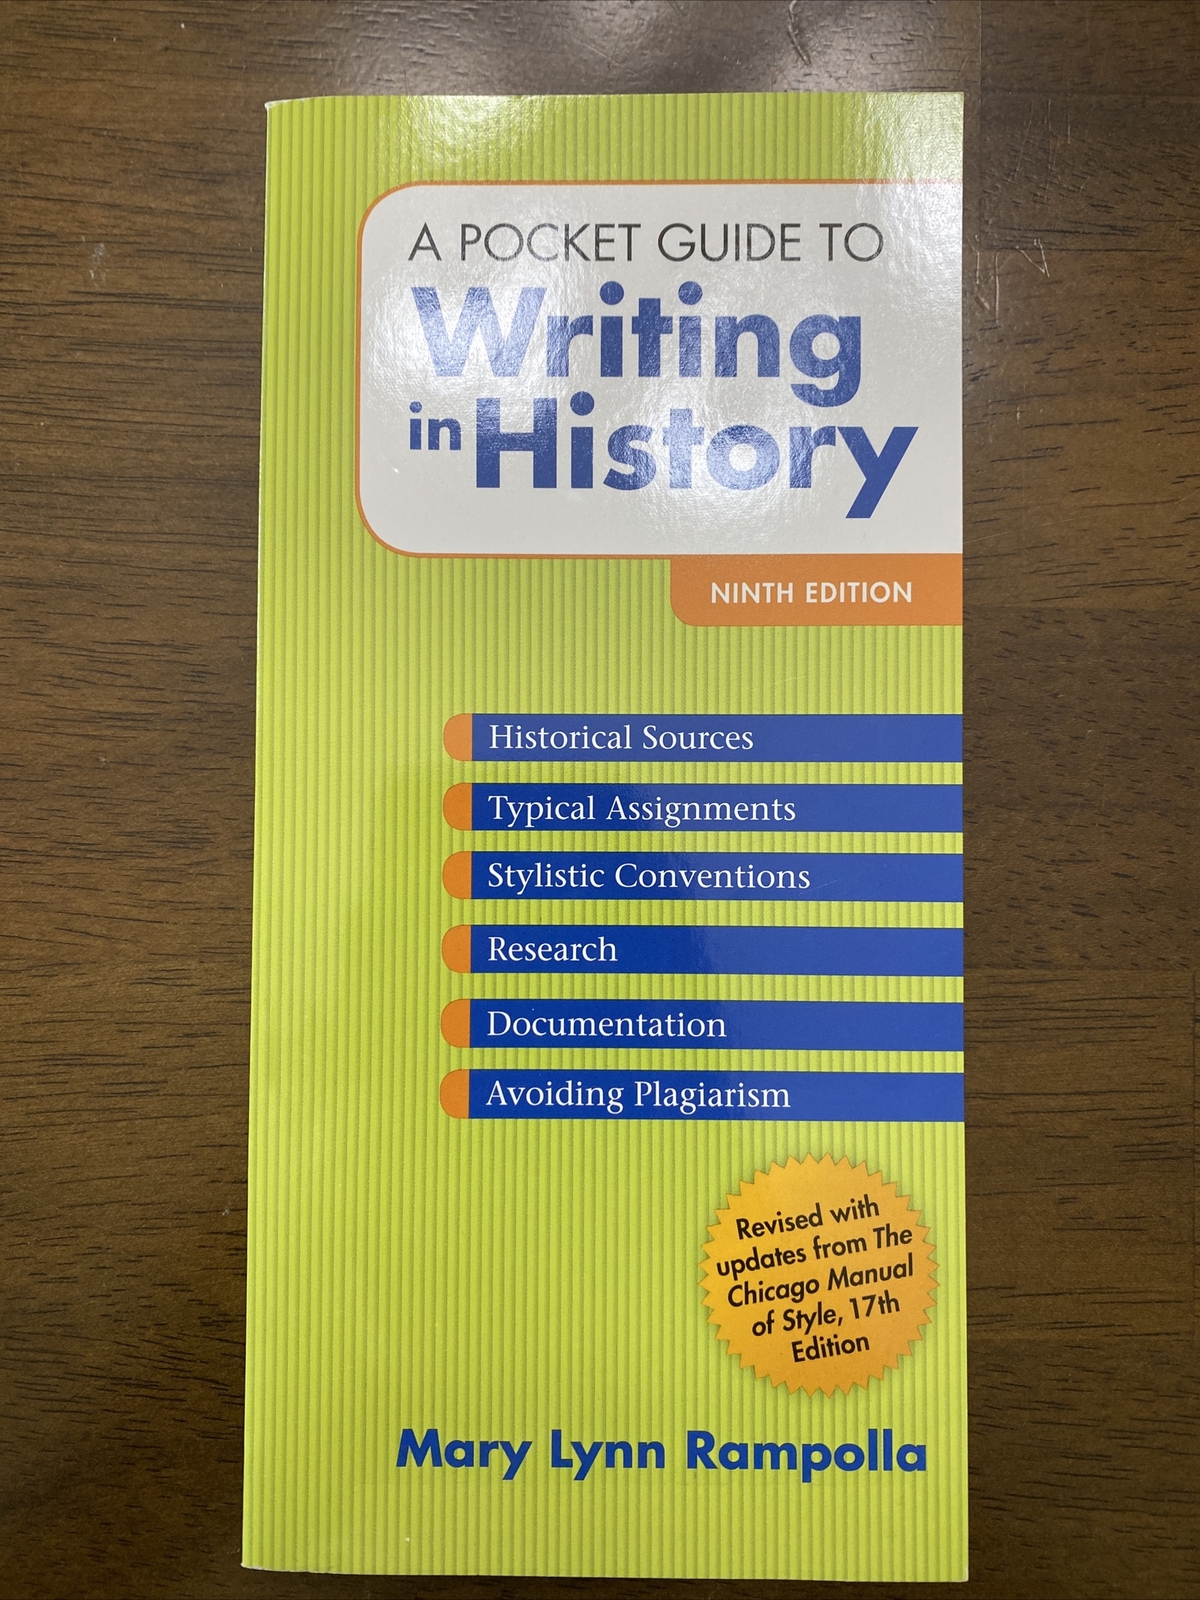 A POCKET GUIDE TO
Writing
in History
NINTH EDITION
Historical Sources
Typical Assignments
Stylistic Conventions
Research
Documentation
Avoiding Plagiarism
Revised with
updates from The
Chicago Manual
of Style, 17th
Edition
Mary Lynn Rampolla